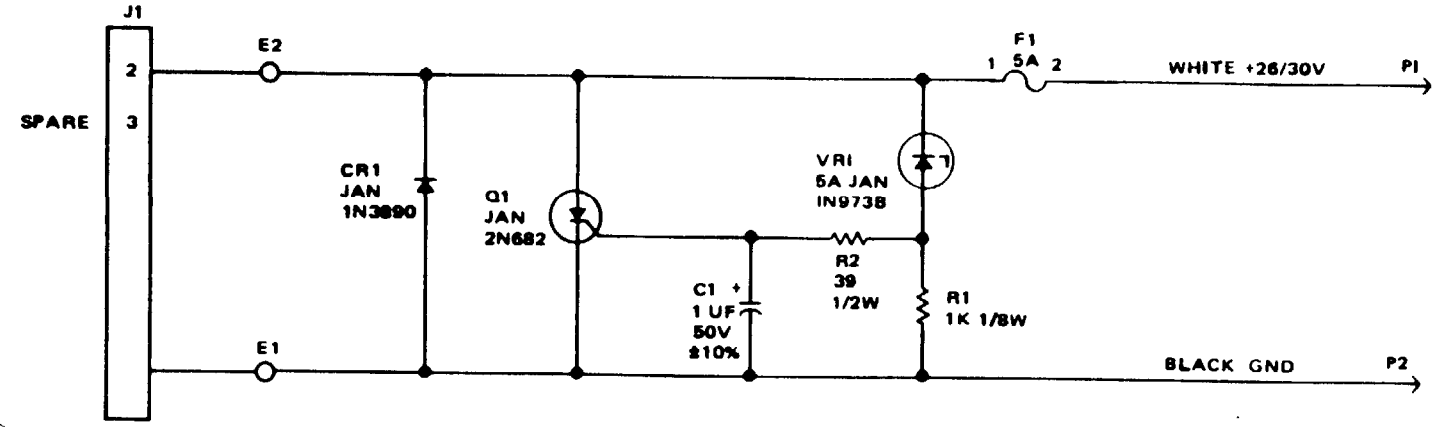 J1
2
SPARE 3
E2
E1
CR1
JAN
1N3890
Q1
JAN
2N682
C1 +
1 UF
50V
±10%
R2
39
1/2W
VR1
5A JAN
IN973B
R1
1K 1/8W
F1
5A
1 2
WHITE +26/30V P1
BLACK GND P2